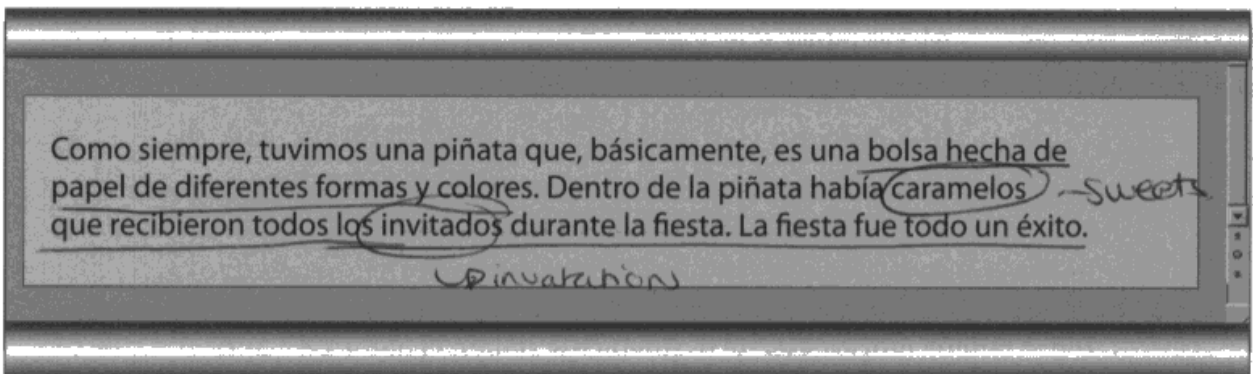 Como siempre, tuvimos una piñata que, básicamente, es una bolsa hecha de
papel de diferentes formas y colores. Dentro de la piñata había caramelos - sweets
que recibieron todos los invitados durante la fiesta. La fiesta fue todo un éxito.
invatations